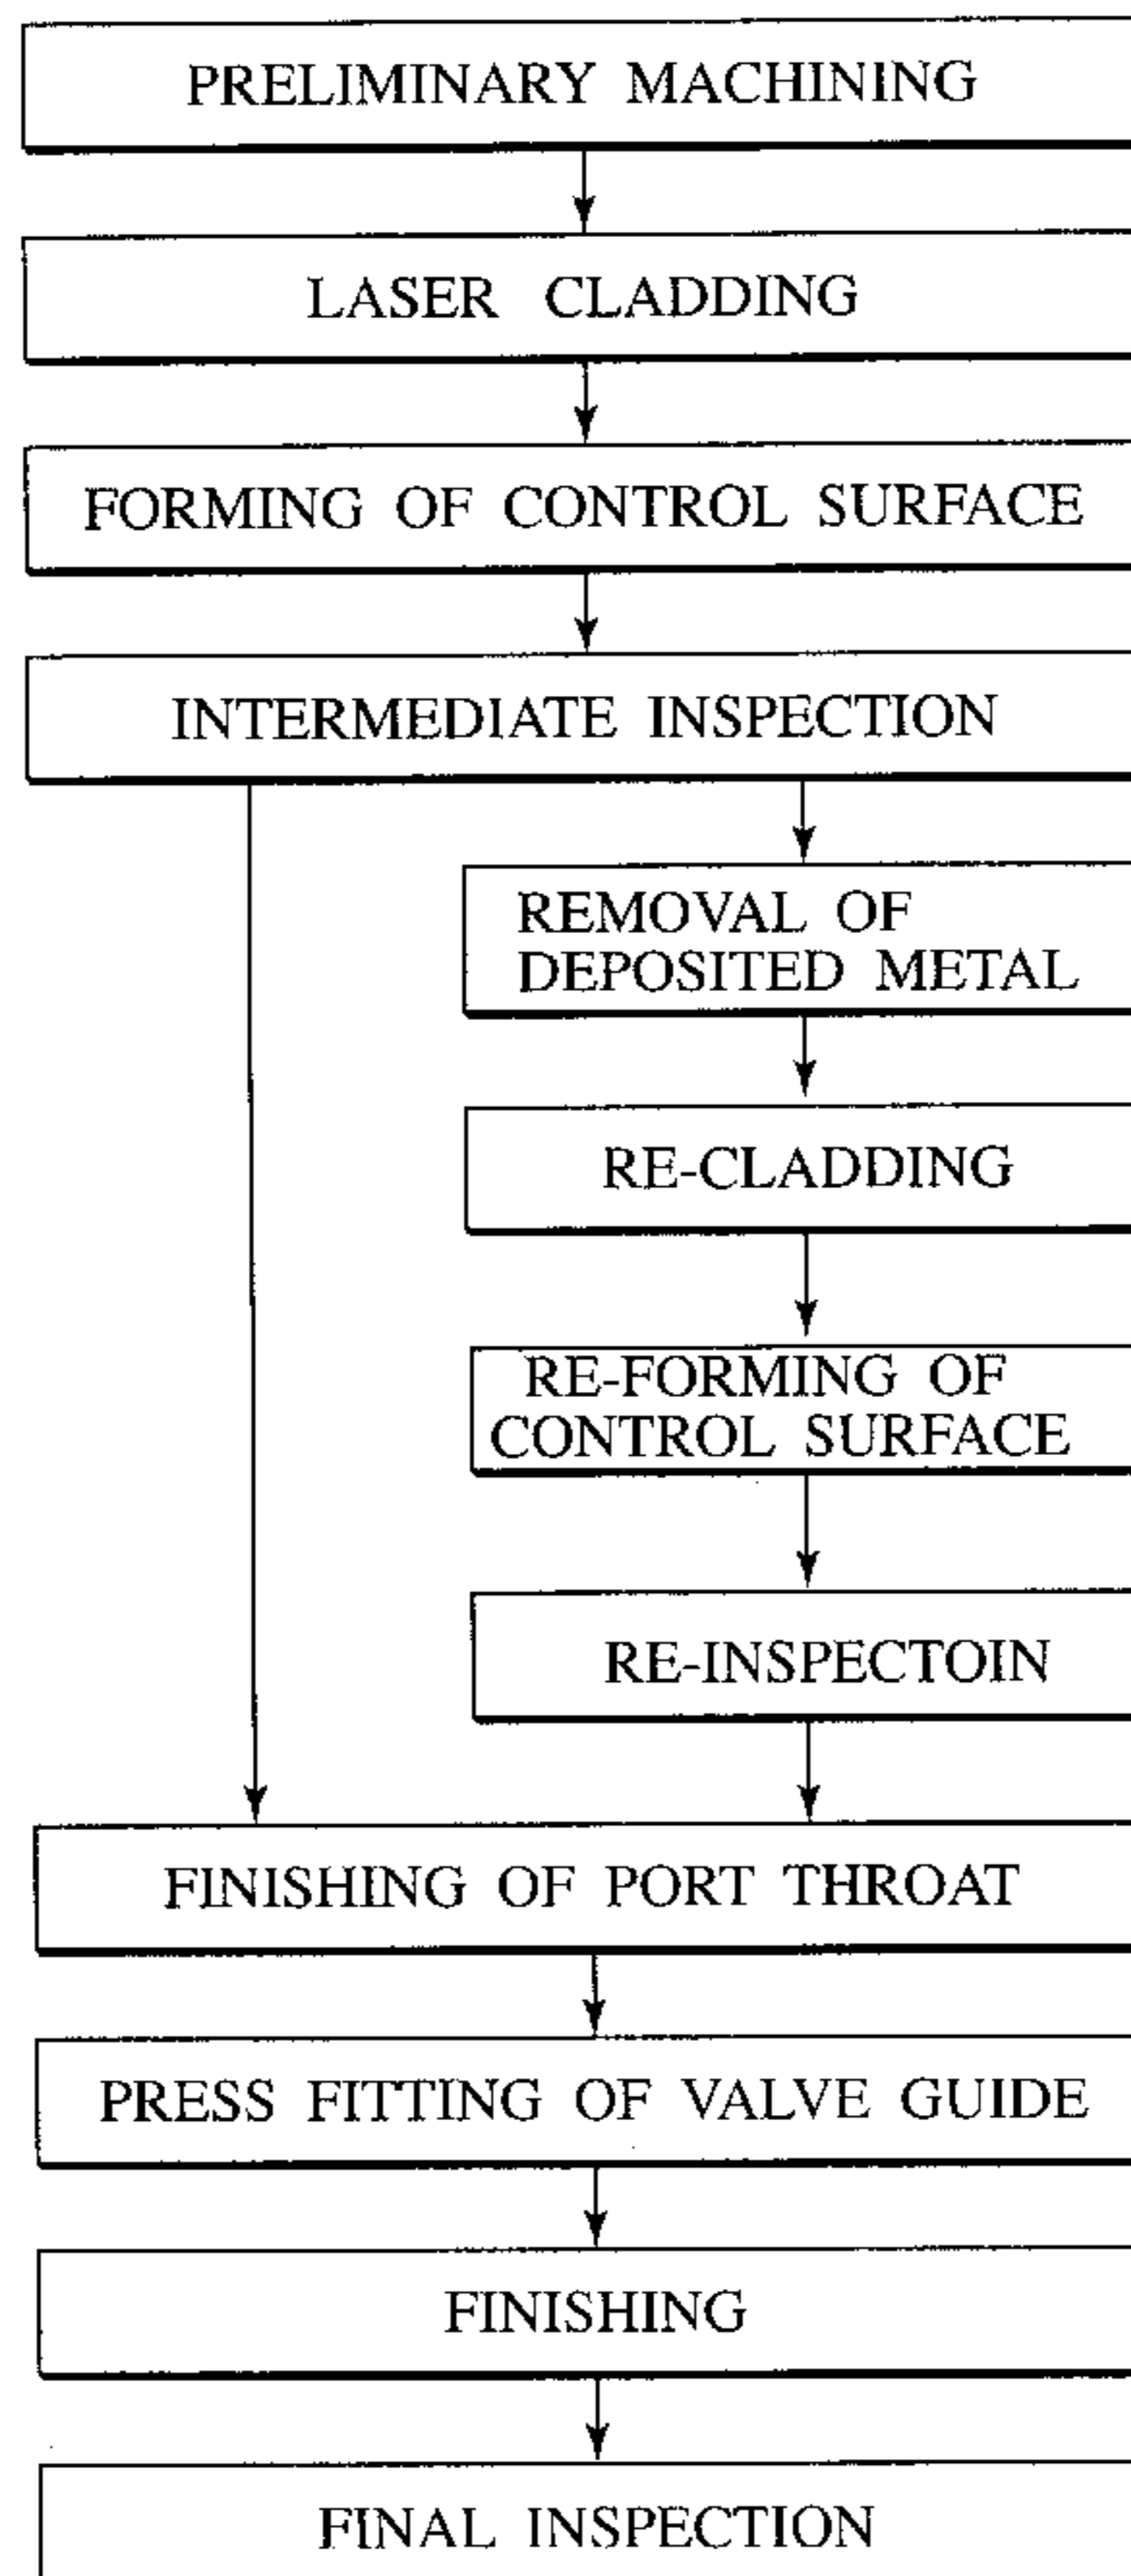 PRELIMINARY MACHINING
LASER CLADDING
FORMING OF CONTROL SURFACE
INTERMEDIATE INSPECTION
REMOVAL OF
DEPOSITED METAL
RE-CLADDING
RE-FORMING OF
CONTROL SURFACE
RE-INSPECTOIN
FINISHING OF PORT THROAT
PRESS FITTING OF VALVE GUIDE
FINISHING
FINAL INSPECTION